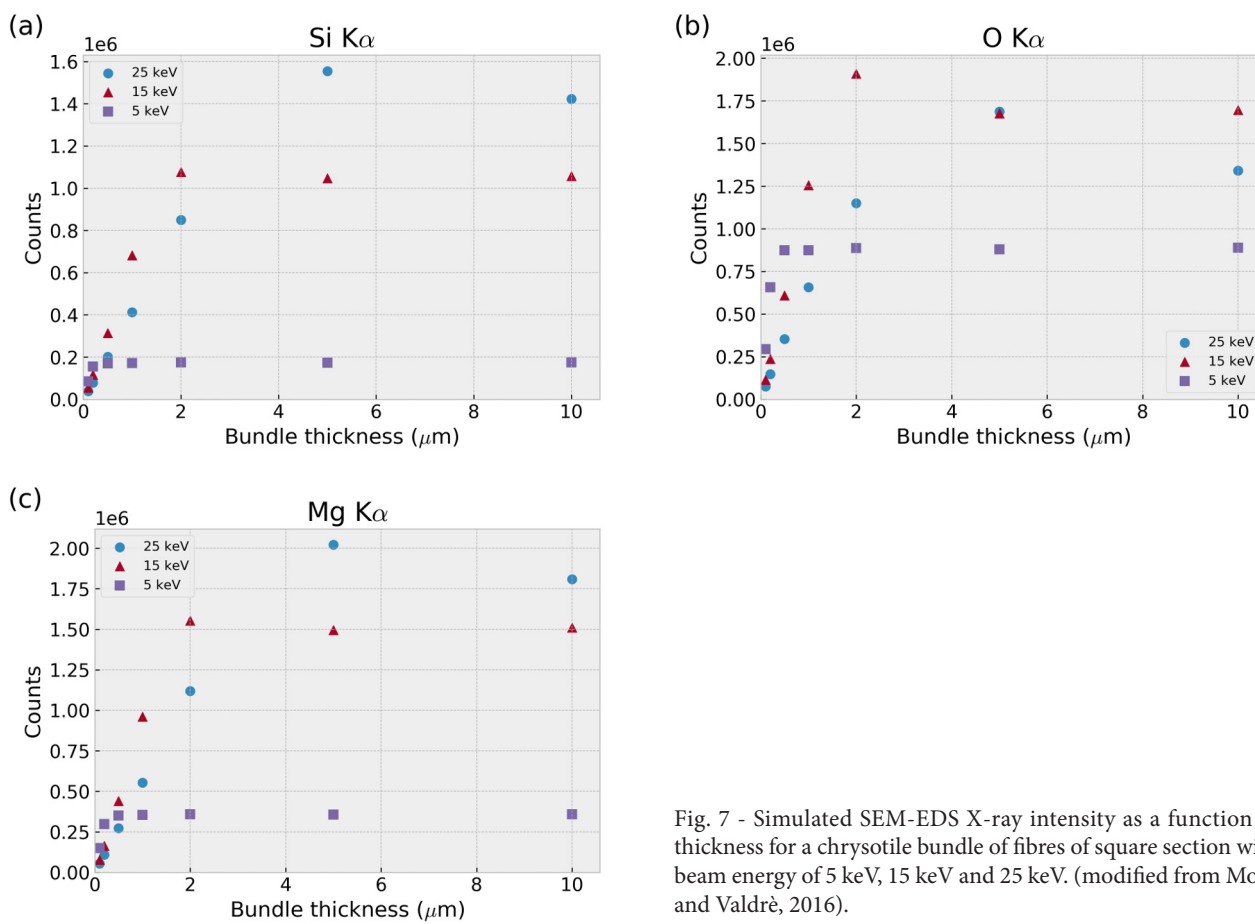 (a)
1e6
Si Kα
25 keV
15 keV
5 keV
1.6
1.4
1.2
1.0
0.8
0.6
0.4
0.2
0.0
Counts
0 2 4 6 8 10
Bundle thickness (μm)
(b)
1e6
O Kα
2.00
1.75
1.50
1.25
1.00
0.75
0.50
0.25
0.00
Counts
25 keV
15 keV
5 keV
0 2 4 6 8 10
Bundle thickness (μm)
(c)
1e6
Mg Kα
25 keV
15 keV
5 keV
2.00
1.75
1.50
1.25
1.00
0.75
0.50
0.25
0.00
Counts
0 2 4 6 8 10
Bundle thickness (μm)
Fig. 7 - Simulated SEM-EDS X-ray intensity as a function
thickness for a chrysotile bundle of fibres of square section
beam energy of 5 keV, 15 keV and 25 keV. (modified from
and Valdrè, 2016).